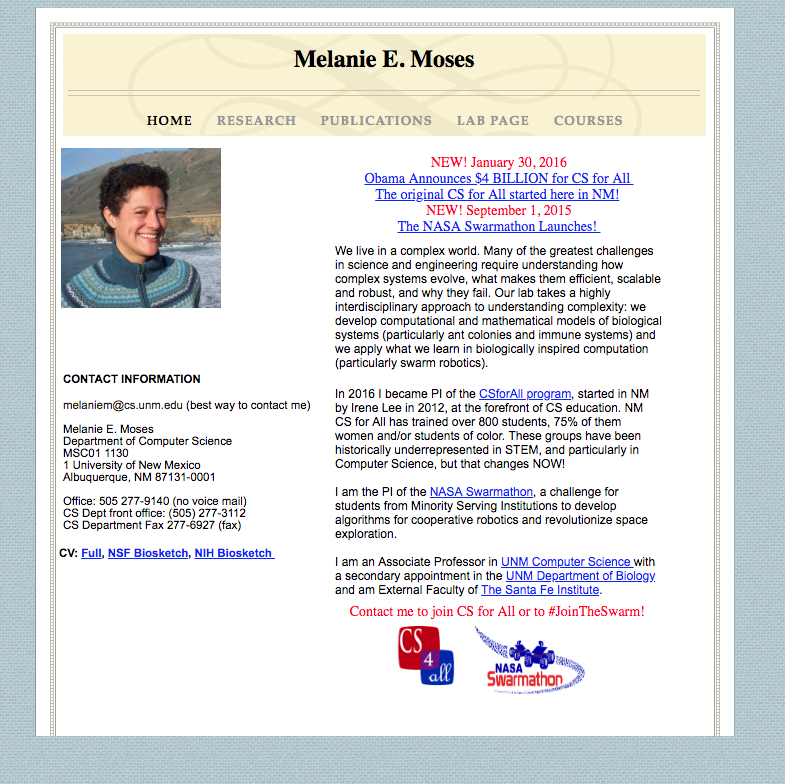 Melanie E. Moses
HOME RESEARCH PUBLICATIONS LAB PAGE COURSES
NEW! January 30, 2016
Obama Announces $4 BILLION for CS for All
The original CS for All started here in NM!
NEW! September 1, 2015
The NASA Swarmathon Launches!
We live in a complex world. Many of the greatest challenges
in science and engineering require understanding how
complex systems evolve, what makes them efficient, scalable
and robust, and why they fail. Our lab takes a highly
interdisciplinary approach to understanding complexity: we
develop computational and mathematical models of biological
systems (particularly ant colonies and immune systems) and
we apply what we learn in biologically inspired computation
(particularly swarm robotics).
In 2016 I became PI of the CSforAll program, started in NM
by Irene Lee in 2012, at the forefront of CS education. NM
CS for All has trained over 800 students, 75% of them
women and/or students of color. These groups have been
historically underrepresented in STEM, and particularly in
Computer Science, but that changes NOW!
I am the PI of the NASA Swarmathon, a challenge for
students from Minority Serving Institutions to develop
algorithms for cooperative robotics and revolutionize space
exploration.
I am an Associate Professor in UNM Computer Science with
a secondary appointment in the UNM Department of Biology
and am External Faculty of The Santa Fe Institute.
Contact me to join CS for All or to #JoinTheSwarm!
CS
4
all
NASA
Swarmathon
CONTACT INFORMATION
melaniem@cs.unm.edu (best way to contact me)
Melanie E. Moses
Department of Computer Science
MSC01 1130
1 University of New Mexico
Albuquerque, NM 87131-0001
Office: 505 277-9140 (no voice mail)
CS Dept front office: (505) 277-3112
CS Department Fax 277-6927 (fax)
CV: Full, NSF Biosketch, NIH Biosketch